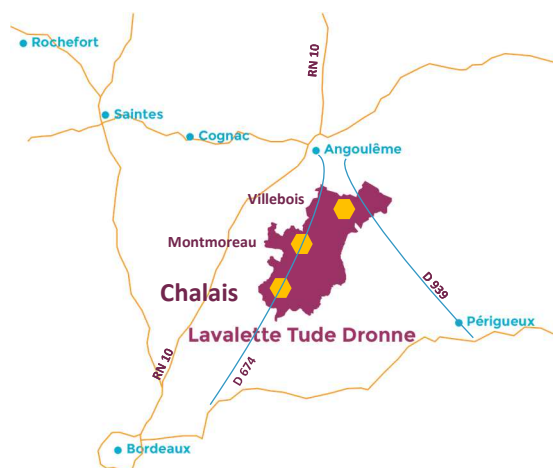 Rochefort
RN 10
Saintes
Cognac
Angoulême
Villebois
Montmoreau
Chalais
D 939
Périgueux
Lavalette Tude Dronne
RN 10
D 674
Bordeaux